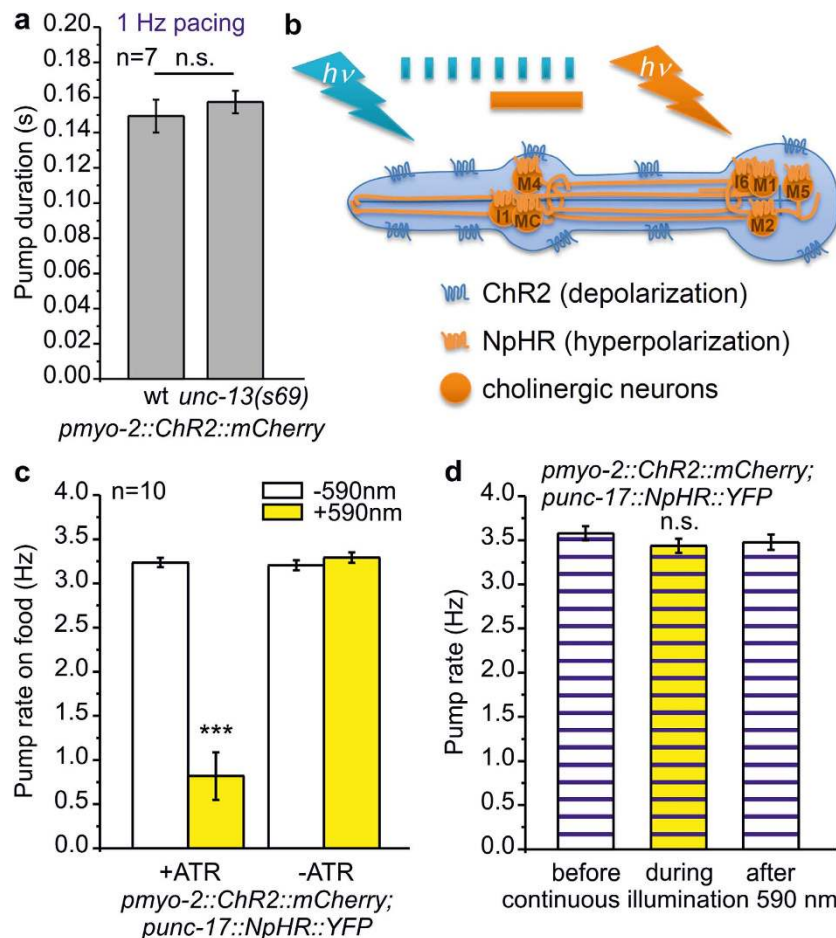 a
1 Hz pacing
n=7 n.s.
Pump duration (s)
0.20
0.18
0.16
0.14
0.12
0.10
0.08
0.06
0.04
0.02
0.00
wt unc-13(s69)
pmyo-2::ChR2::mCherry
b
hν hν
M4 I6 M1 M5
I1 MC M2
ChR2 (depolarization)
NpHR (hyperpolarization)
cholinergic neurons
c
n=10
-590nm
+590nm
Pump rate on food (Hz)
4.0
3.5
3.0
2.5
2.0
1.5
1.0
0.5
0.0
***
+ATR -ATR
pmyo-2::ChR2::mCherry;
punc-17::NpHR::YFP
d
pmyo-2::ChR2::mCherry;
punc-17::NpHR::YFP
n.s.
Pump rate (Hz)
4.0
3.5
3.0
2.5
2.0
1.5
1.0
0.5
0.0
before during after
continuous illumination 590 nm